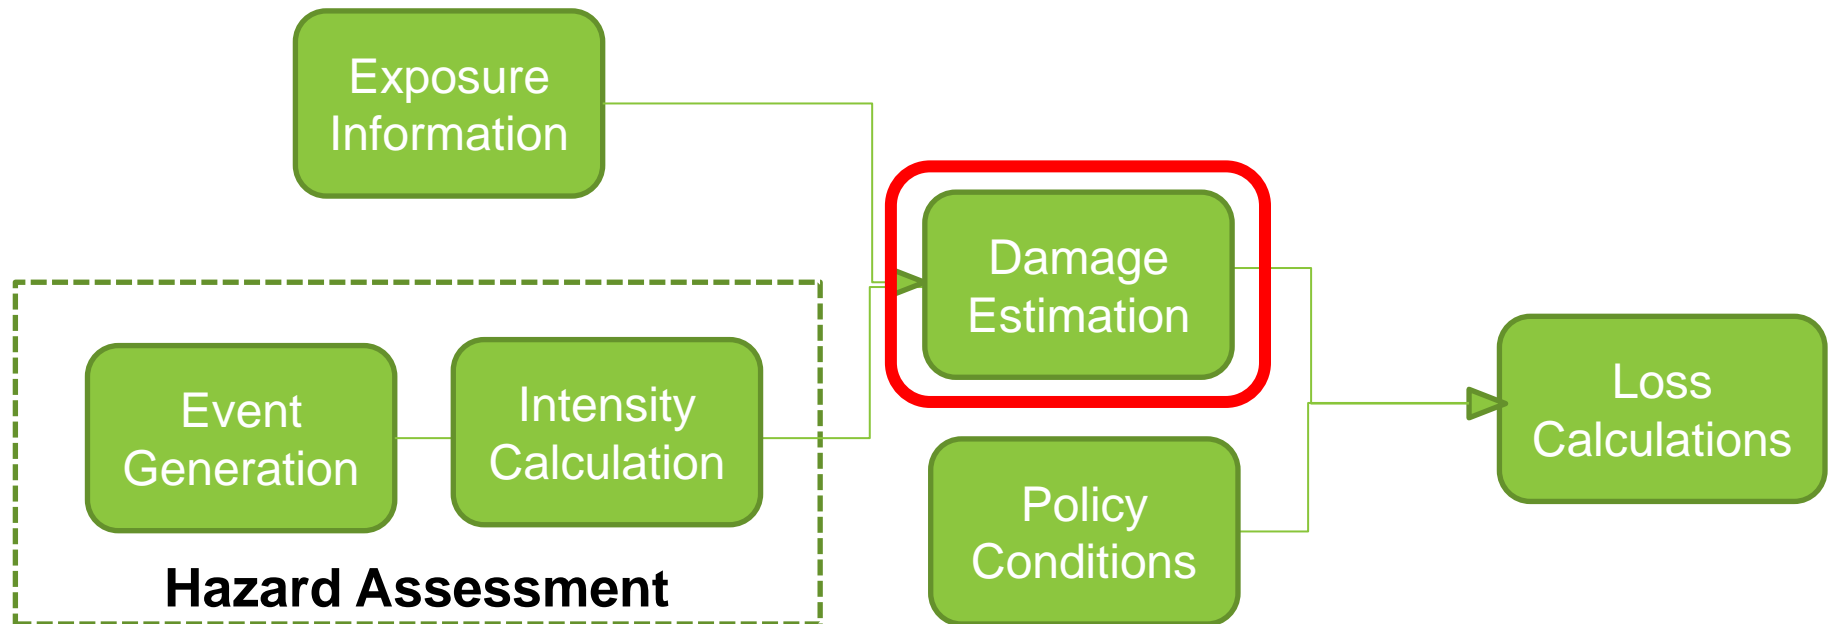 Exposure
Information
Damage
Estimation
Event
Generation
Intensity
Calculation
Loss
Calculations
Policy
Conditions
Hazard Assessment